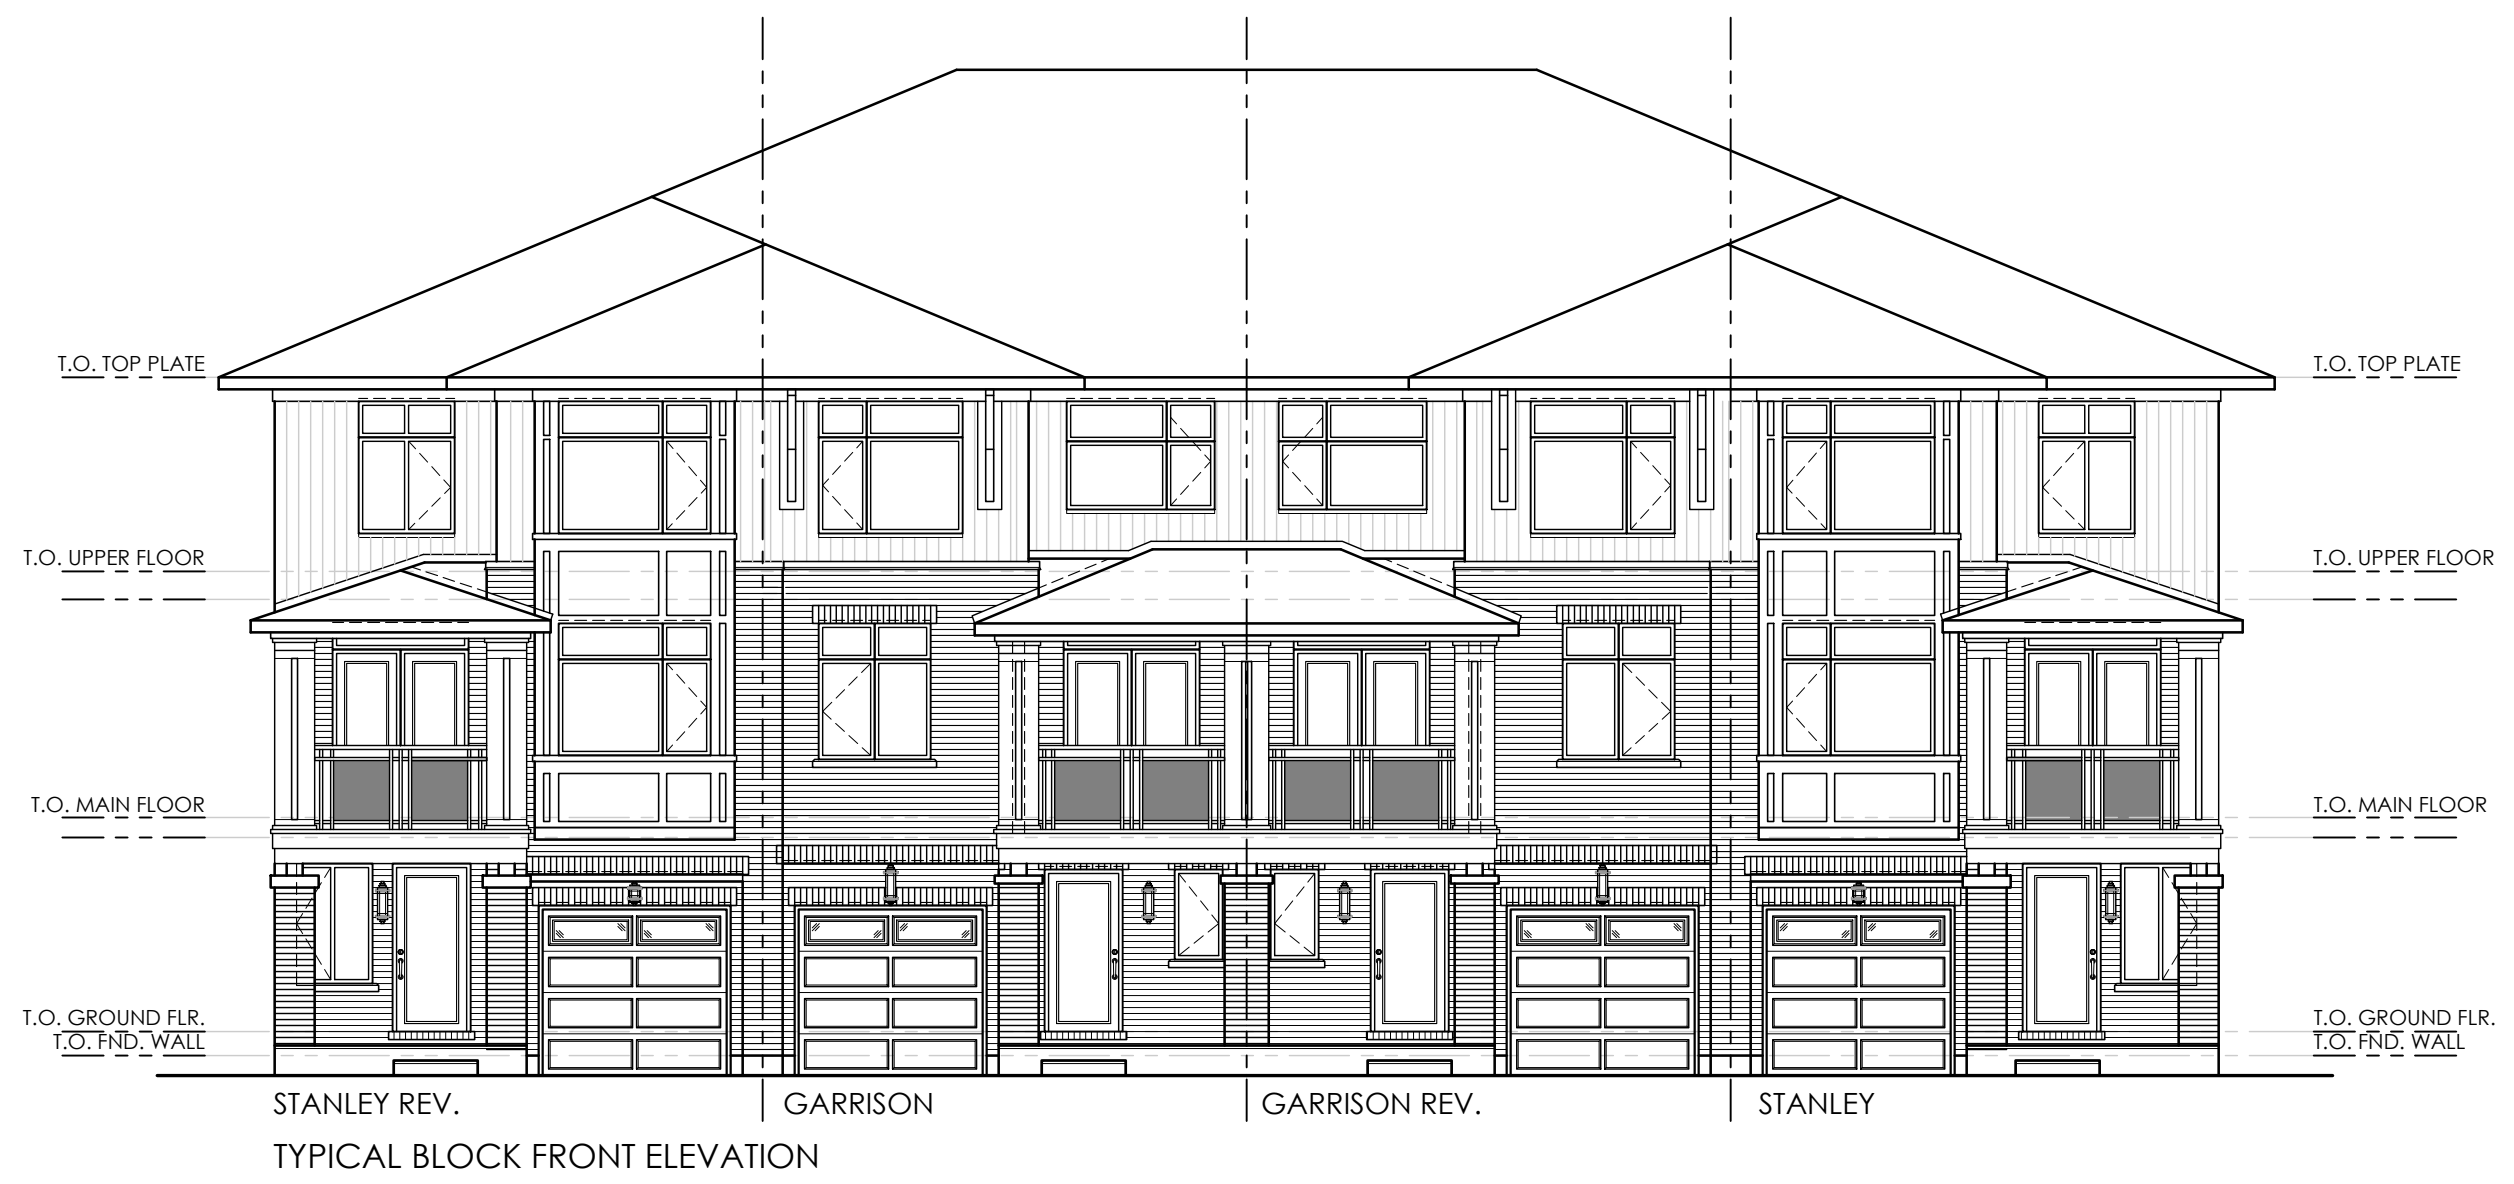 T.O. TOP PLATE
T.O. TOP PLATE
T.O. UPPER FLOOR
T.O. UPPER FLOOR
T.O. MAIN FLOOR
T.O. MAIN FLOOR
T.O. GROUND FLR.
T.O. GROUND FLR.
T.O. FND. WALL
T.O. FND. WALL
STANLEY REV.
GARRISON
GARRISON REV.
STANLEY
TYPICAL BLOCK FRONT ELEVATION